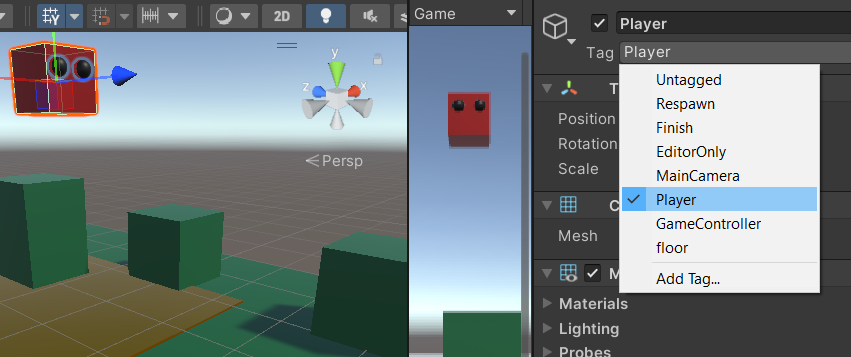 2D
Game
Player
Tag Player
Untagged
Respawn
Finish
EditorOnly
MainCamera
Player
GameController
floor
Add Tag...
Position
Rotation
Scale
Mesh
Materials
Lighting
Probes
y
z
x
Persp